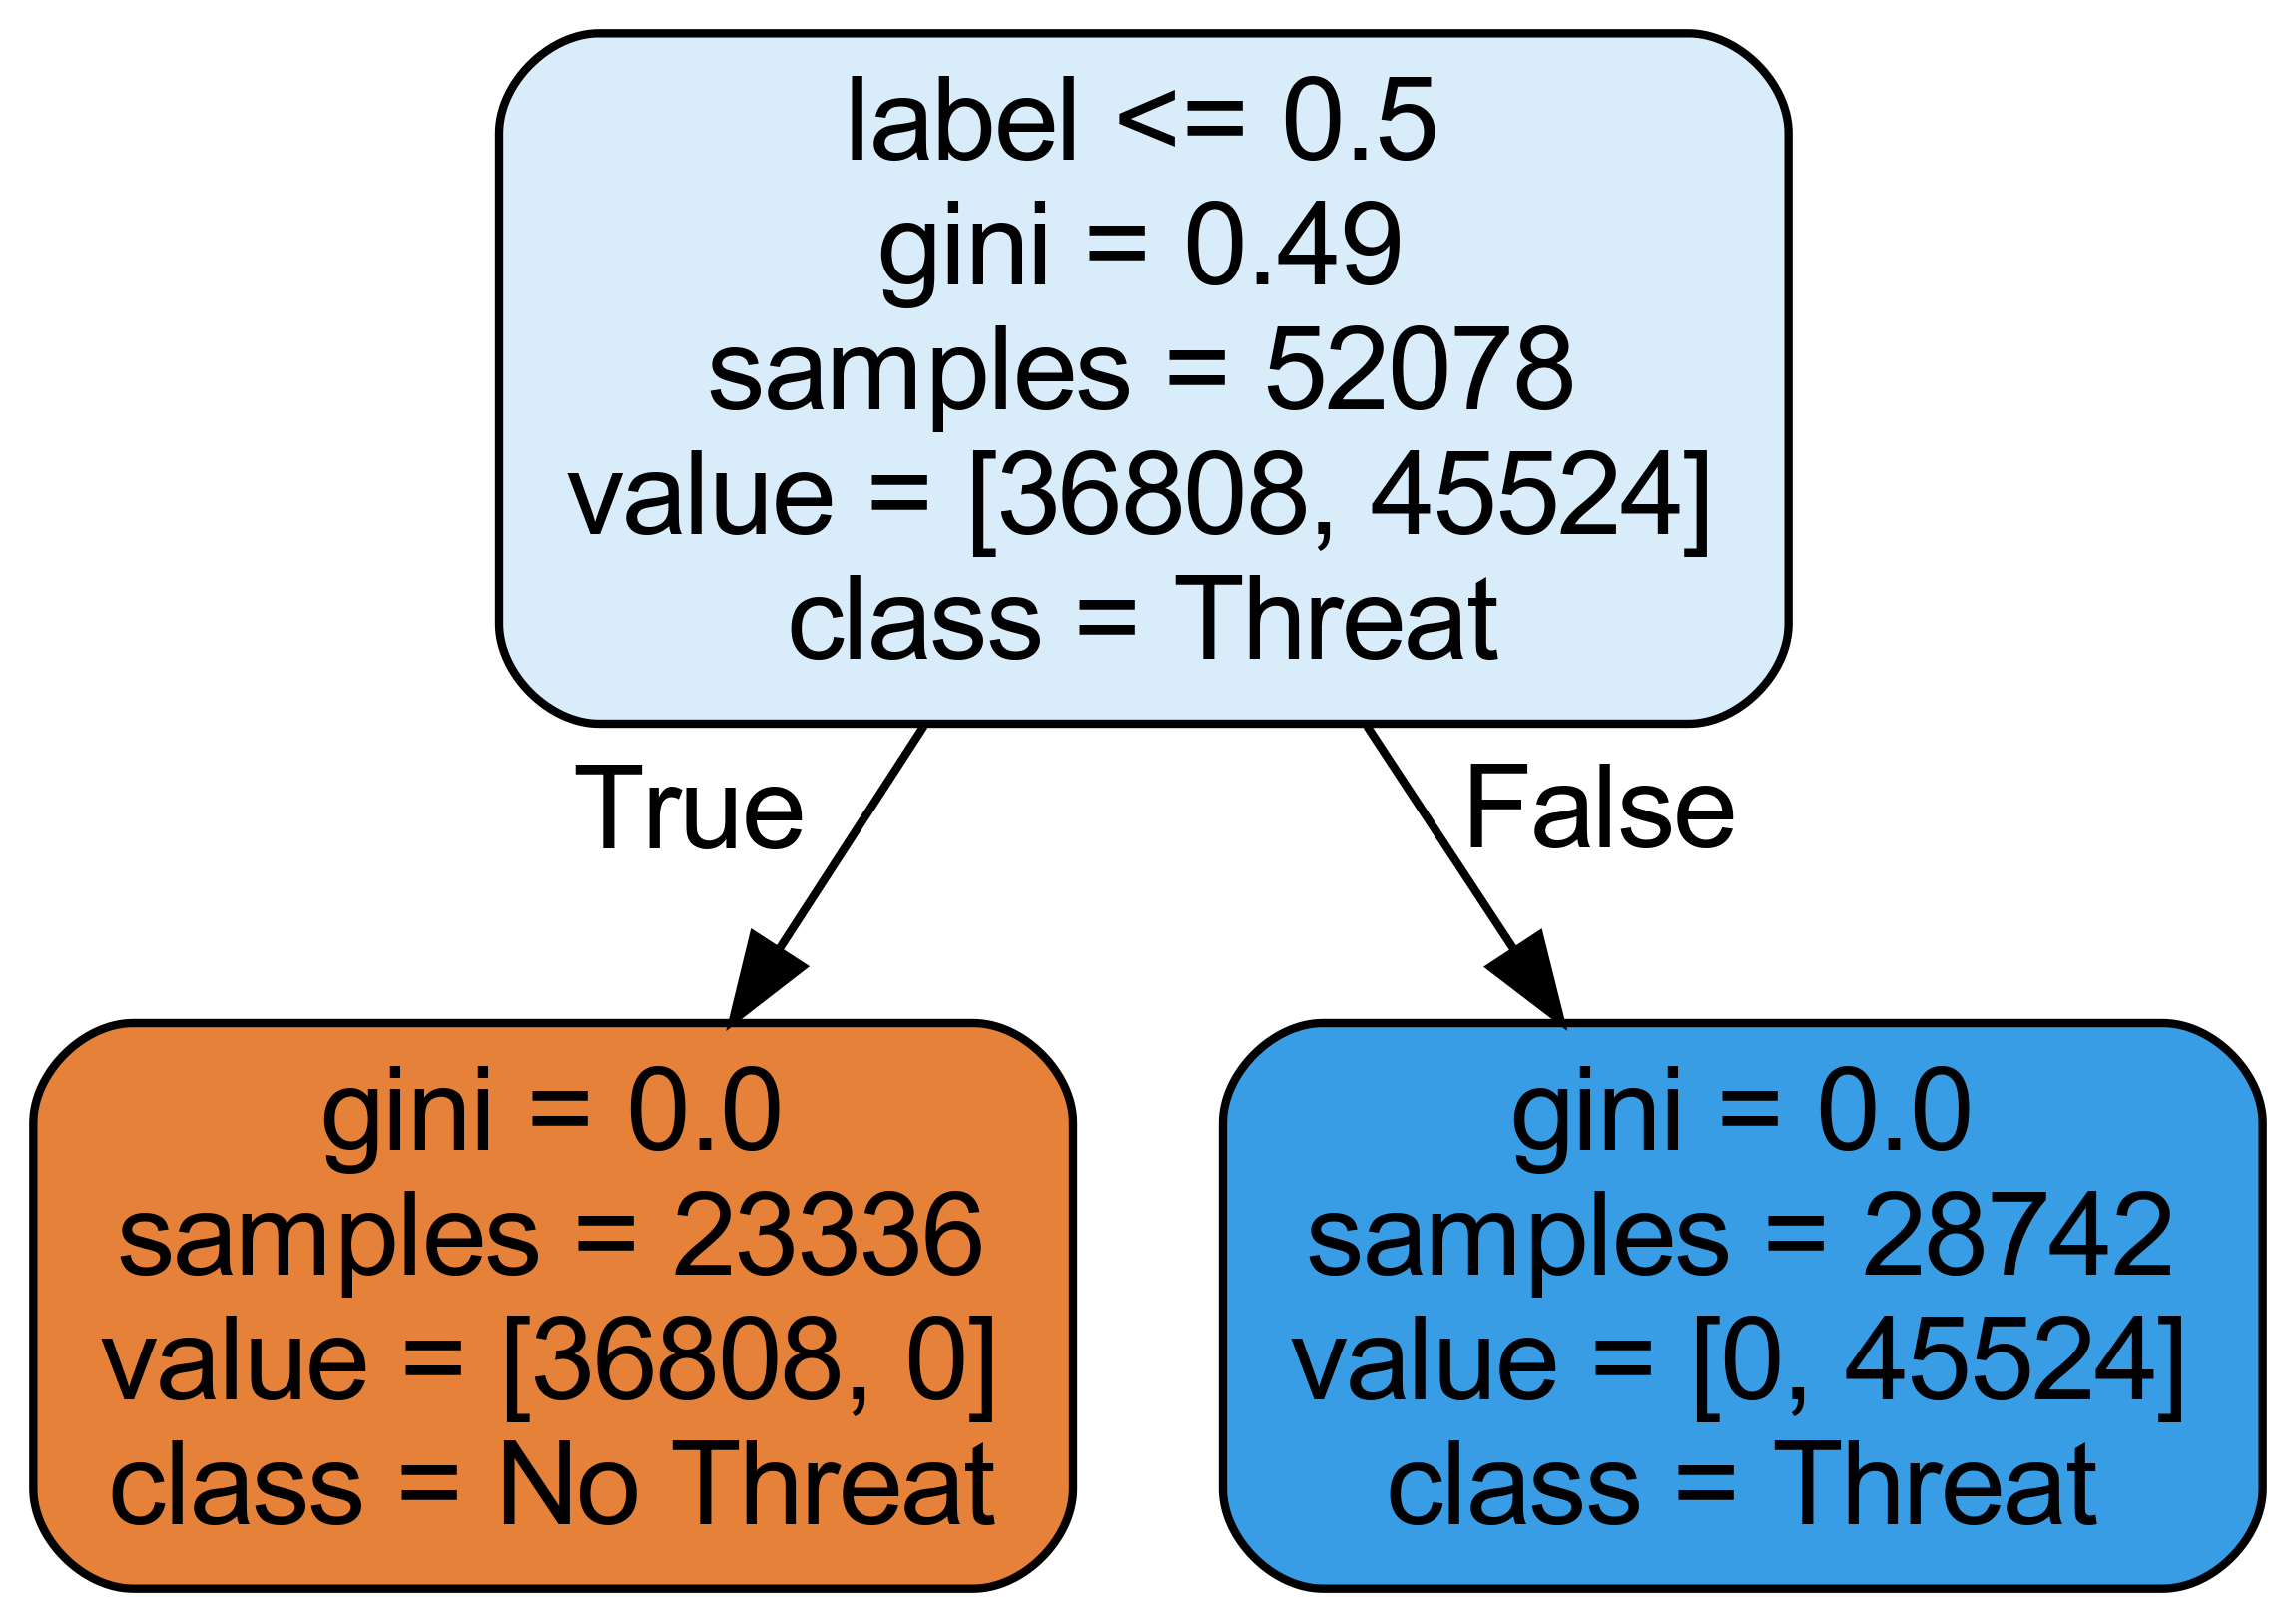 label <= 0.5
gini = 0.49
samples = 52078
value = [36808, 45524]
class = Threat
True
False
gini = 0.0
samples = 23336
value = [36808, 0]
class = No Threat
gini = 0.0
samples = 28742
value = [0, 45524]
class = Threat